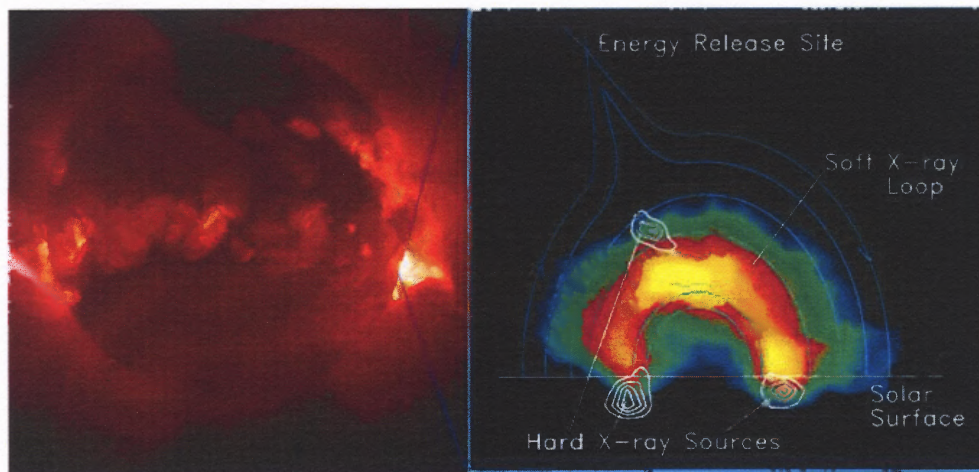 Energy Release Site
Soft X-ray
Loop
Solar
Surface
Hard X-ray Sources